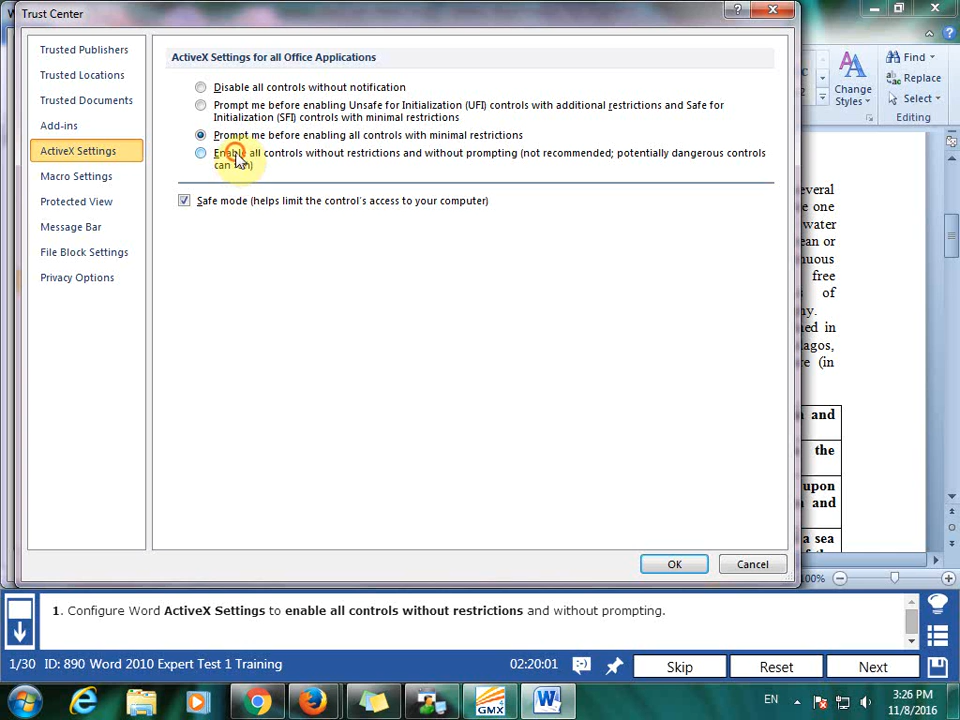 Trust Center
Trusted Publishers
Trusted Locations
Trusted Documents
Add-ins
ActiveX Settings
Macro Settings
Protected View
Message Bar
File Block Settings
Privacy Options
ActiveX Settings for all Office Applications
Disable all controls without notification
Prompt me before enabling Unsafe for Initialization (UFI) controls with additional restrictions and Safe for
Initialization (SFI) controls with minimal restrictions
Prompt me before enabling all controls with minimal restrictions
Enable all controls without restrictions and without prompting (not recommended; potentially dangerous controls
can run)
Safe mode (helps limit the control's access to your computer)
OK
Cancel
Find
Replace
Select
Change
Styles
Editing
several
one
water
or
free
of
in
(in
and
the
upon
and
a sea
100%
1. Configure Word ActiveX Settings to enable all controls without restrictions and without prompting.
1/30 ID: 890 Word 2010 Expert Test 1 Training
02:20:01
Skip
Reset
Next
GMX
EN
3:26 PM
11/8/2016